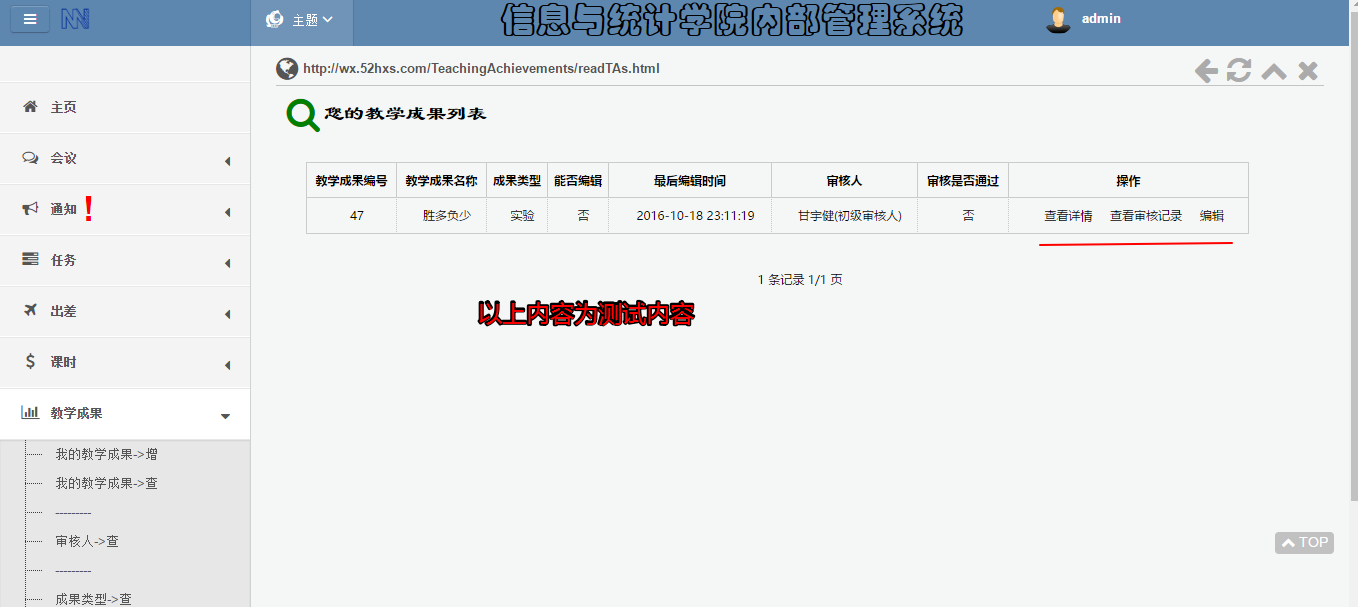 NN
主题
信息与统计学院内部管理系统
admin
http://wx.52hxs.com/TeachingAchievements/readTAs.html
您的教学成果列表
主页
会议
通知 !
任务
出差
课时
教学成果
我的教学成果->增
我的教学成果->查
---------
审核人->查
---------
成果类型->查
教学成果编号 教学成果名称 成果类型 能否编辑 最后编辑时间 审核人 审核是否通过 操作
47 胜多负少 实验 否 2016-10-18 23:11:19 甘宇健(初级审核人) 否 查看详情 查看审核记录 编辑
1 条记录 1/1 页
以上内容为测试内容
TOP